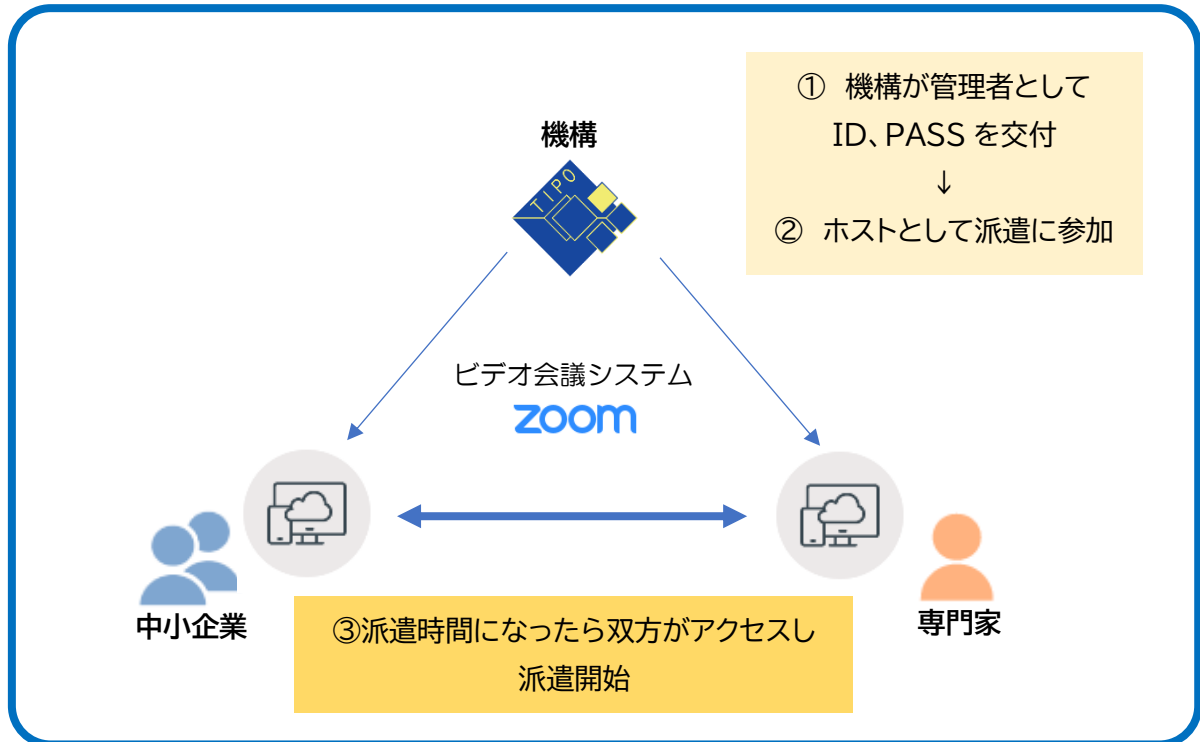 ① 機構が管理者として
ID、PASS を交付
↓
② ホストとして派遣に参加
機構
TIPO
ビデオ会議システム
zoom
中小企業
専門家
③派遣時間になったら双方がアクセスし
派遣開始